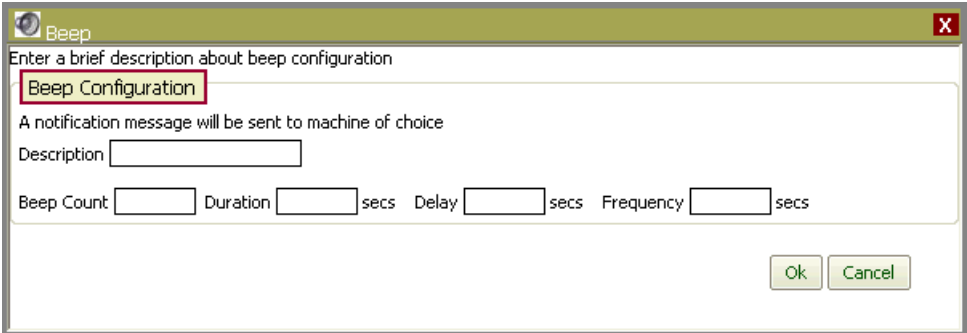 Beep X
Enter a brief description about beep configuration
Beep Configuration
A notification message will be sent to machine of choice
Description
Beep Count Duration secs Delay secs Frequency secs
Ok Cancel